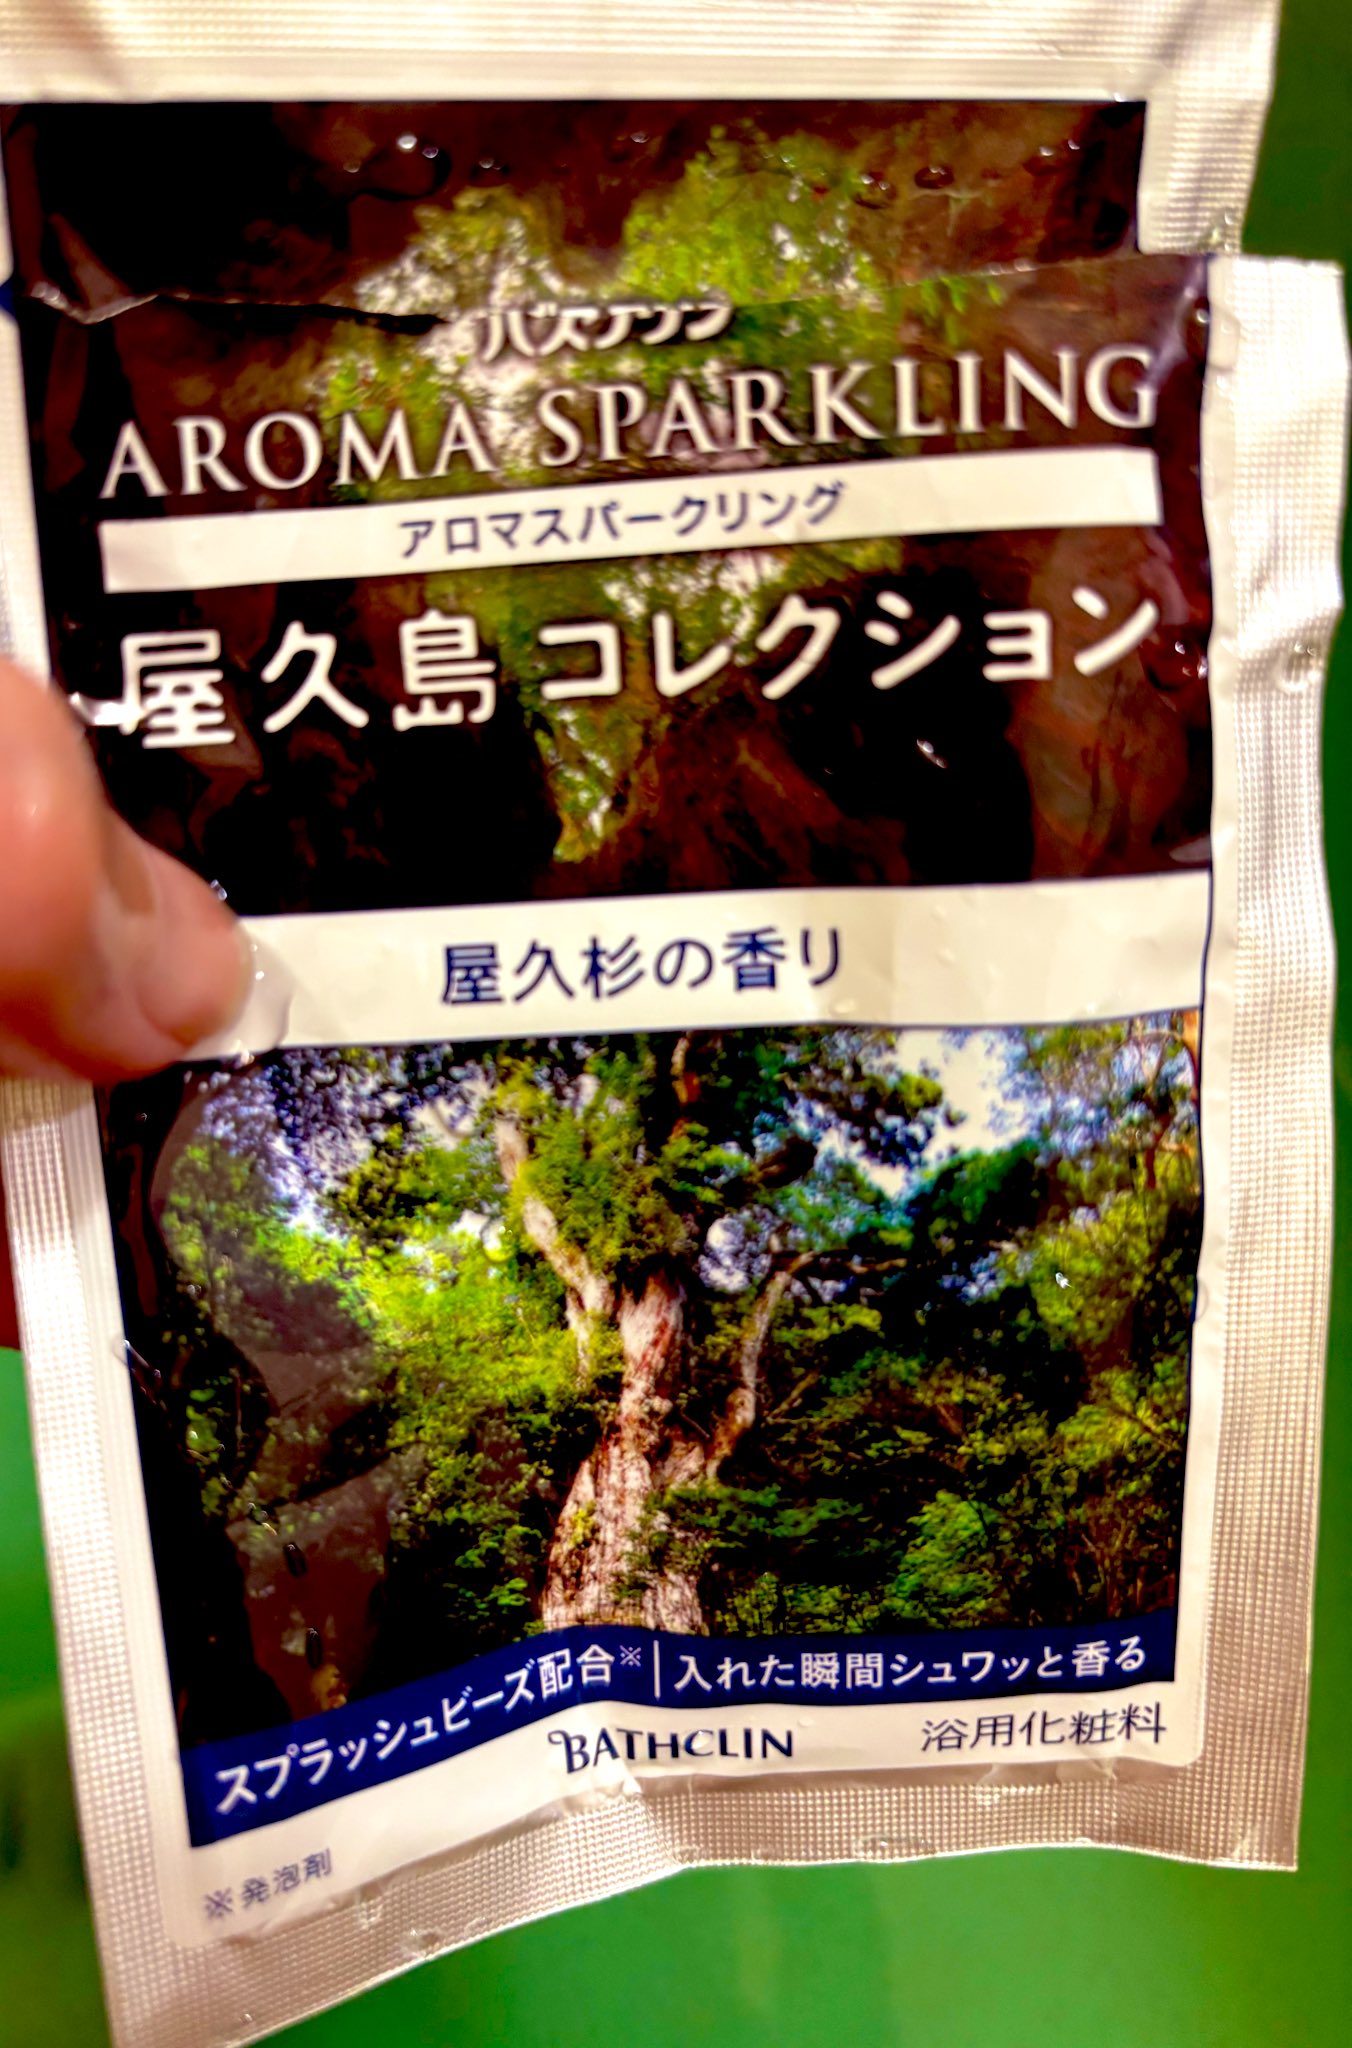 バスクリン
AROMA SPARKLING
アロマスパークリング
屋久島コレクション
屋久杉の香り
スプラッシュビーズ配合※|入れた瞬間シュワッと香る
BATHCLIN
浴用化粧料
※発泡剤